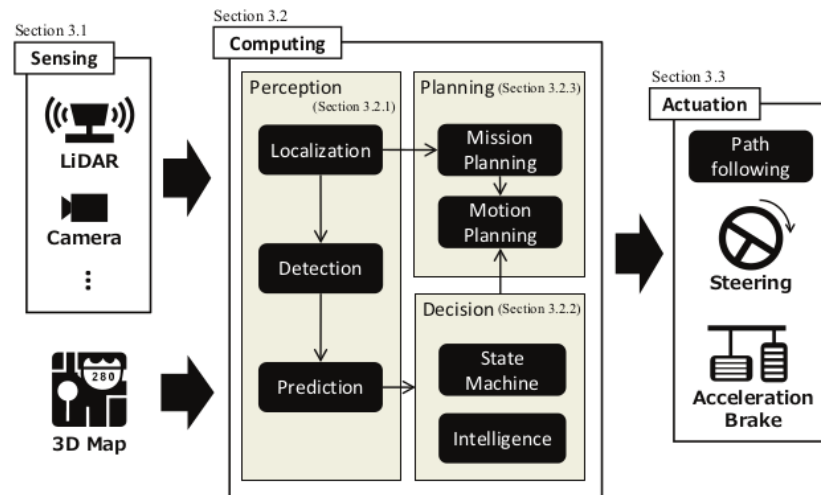 Section 3.1
Sensing
LiDAR
Camera
280
3D Map
Section 3.2
Computing
Perception
(Section 3.2.1)
Localization
Detection
Prediction
Planning (Section 3.2.3)
Mission
Planning
Motion
Planning
Decision (Section 3.2.2)
State
Machine
Intelligence
Section 3.3
Actuation
Path
following
Steering
Acceleration
Brake